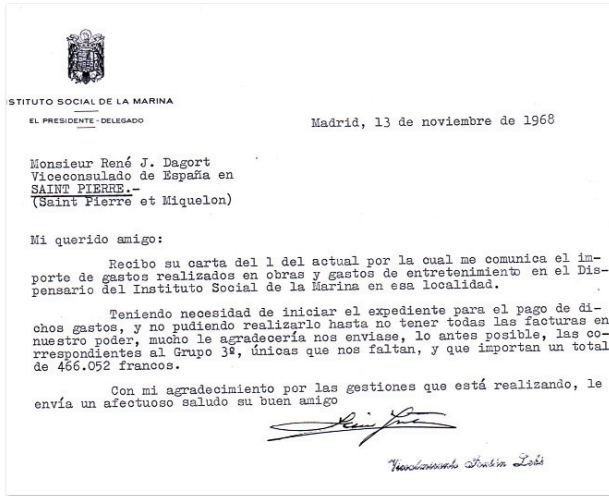 STITUTO SOCIAL DE LA MARINA
EL PRESIDENTE - DELEGADO
Madrid, 13 de noviembre de 1968
Monsieur René J. Dagort
Viceconsulado de España en
SAINT PIERRE.-
(Saint Pierre et Miquelon)
Mi querido amigo:
Recibo su carta del 1 del actual por la cual me comunica el im-
porte de gastos realizados en obras y gastos de entretenimiento en el Dis-
pensario del Instituto Social de la Marina en esa localidad.
Teniendo necesidad de iniciar el expediente para el pago de di-
chos gastos, y no pudiendo realizarlo hasta no tener todas las facturas en
nuestro poder, mucho le agradecería nos enviase, lo antes posible, las co-
rrespondientes al Grupo 3º, únicas que nos faltan, y que importan un total
de 466.052 francos.
Con mi agradecimiento por las gestiones que está realizando, le
envía un afectuoso saludo su buen amigo